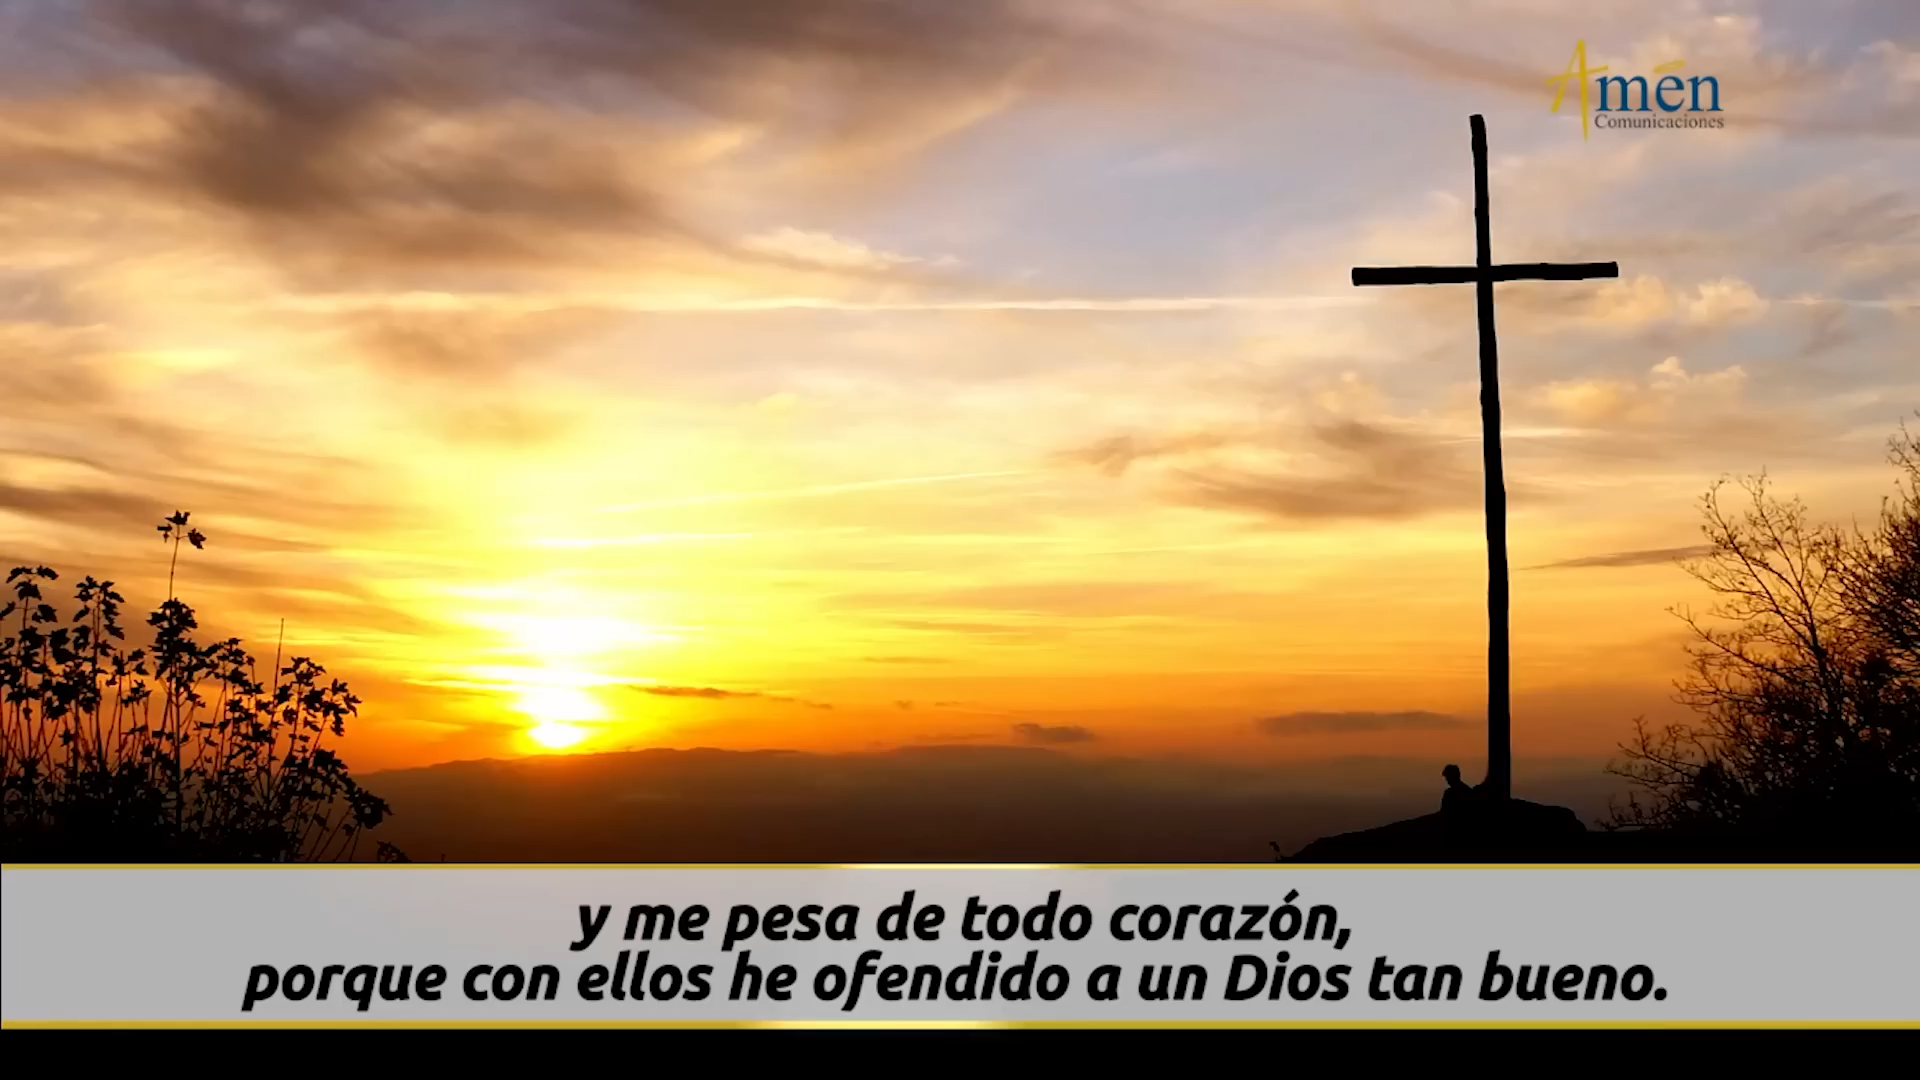 Amén
Comunicaciones
y me pesa de todo corazón,
porque con ellos he ofendido a un Dios tan bueno.